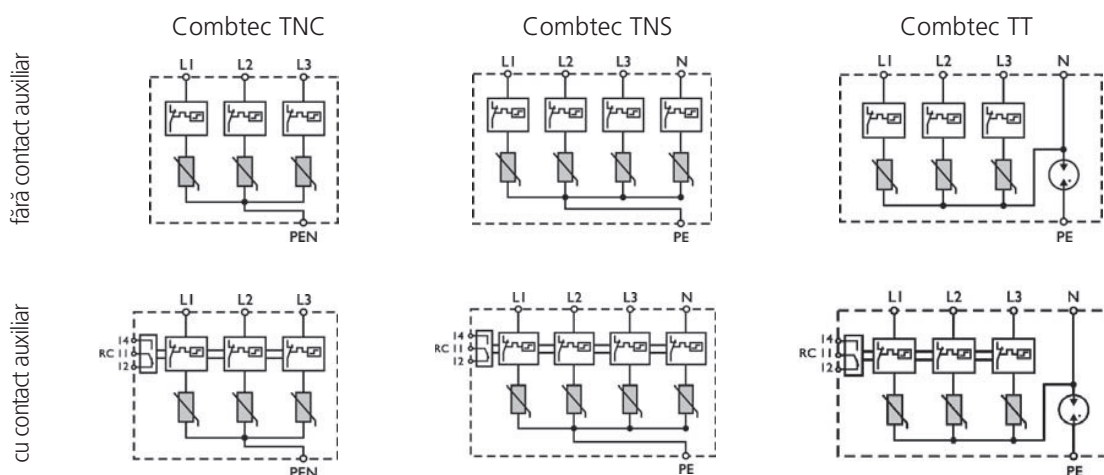 Combtec TNC Combtec TNS Combtec TT
fără contact auxiliar
L1 L2 L3
PEN
L1 L2 L3 N
PE
L1 L2 L3 N
PE
cu contact auxiliar
L1 L2 L3
14
RC 11
12
PEN
L1 L2 L3 N
14
RC 11
12
PE
L1 L2 L3 N
14
RC 11
12
PE